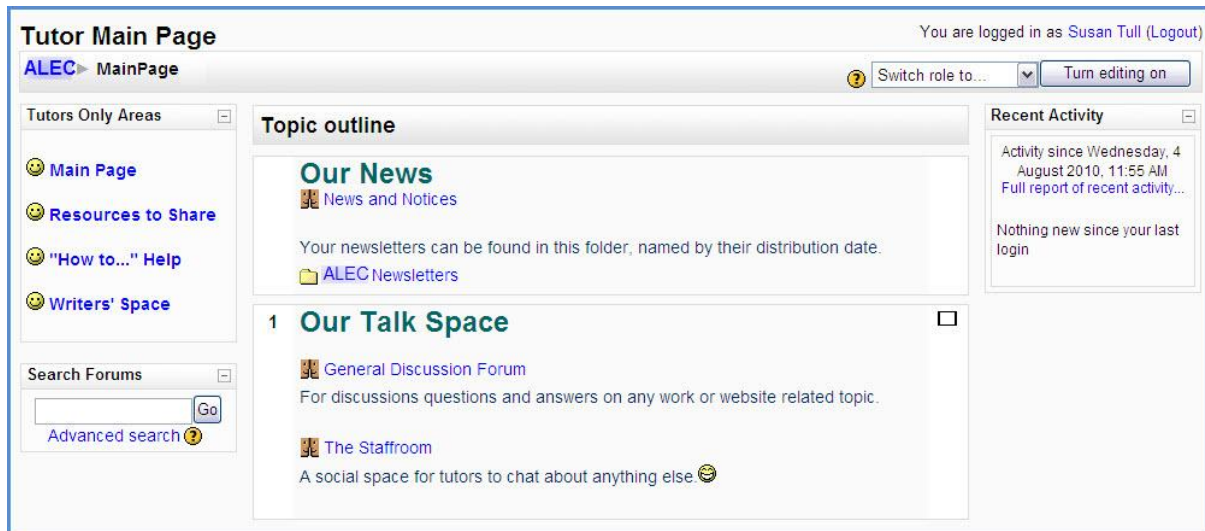 Tutor Main Page
You are logged in as Susan Tull (Logout)
ALEC ► MainPage
Switch role to...
Turn editing on
Tutors Only Areas
Main Page
Resources to Share
"How to..." Help
Writers' Space
Search Forums
Go
Advanced search
Topic outline
Our News
News and Notices
Your newsletters can be found in this folder, named by their distribution date.
ALEC Newsletters
1 Our Talk Space
General Discussion Forum
For discussions questions and answers on any work or website related topic.
The Staffroom
A social space for tutors to chat about anything else.
Recent Activity
Activity since Wednesday, 4
August 2010, 11:55 AM
Full report of recent activity...
Nothing new since your last
login